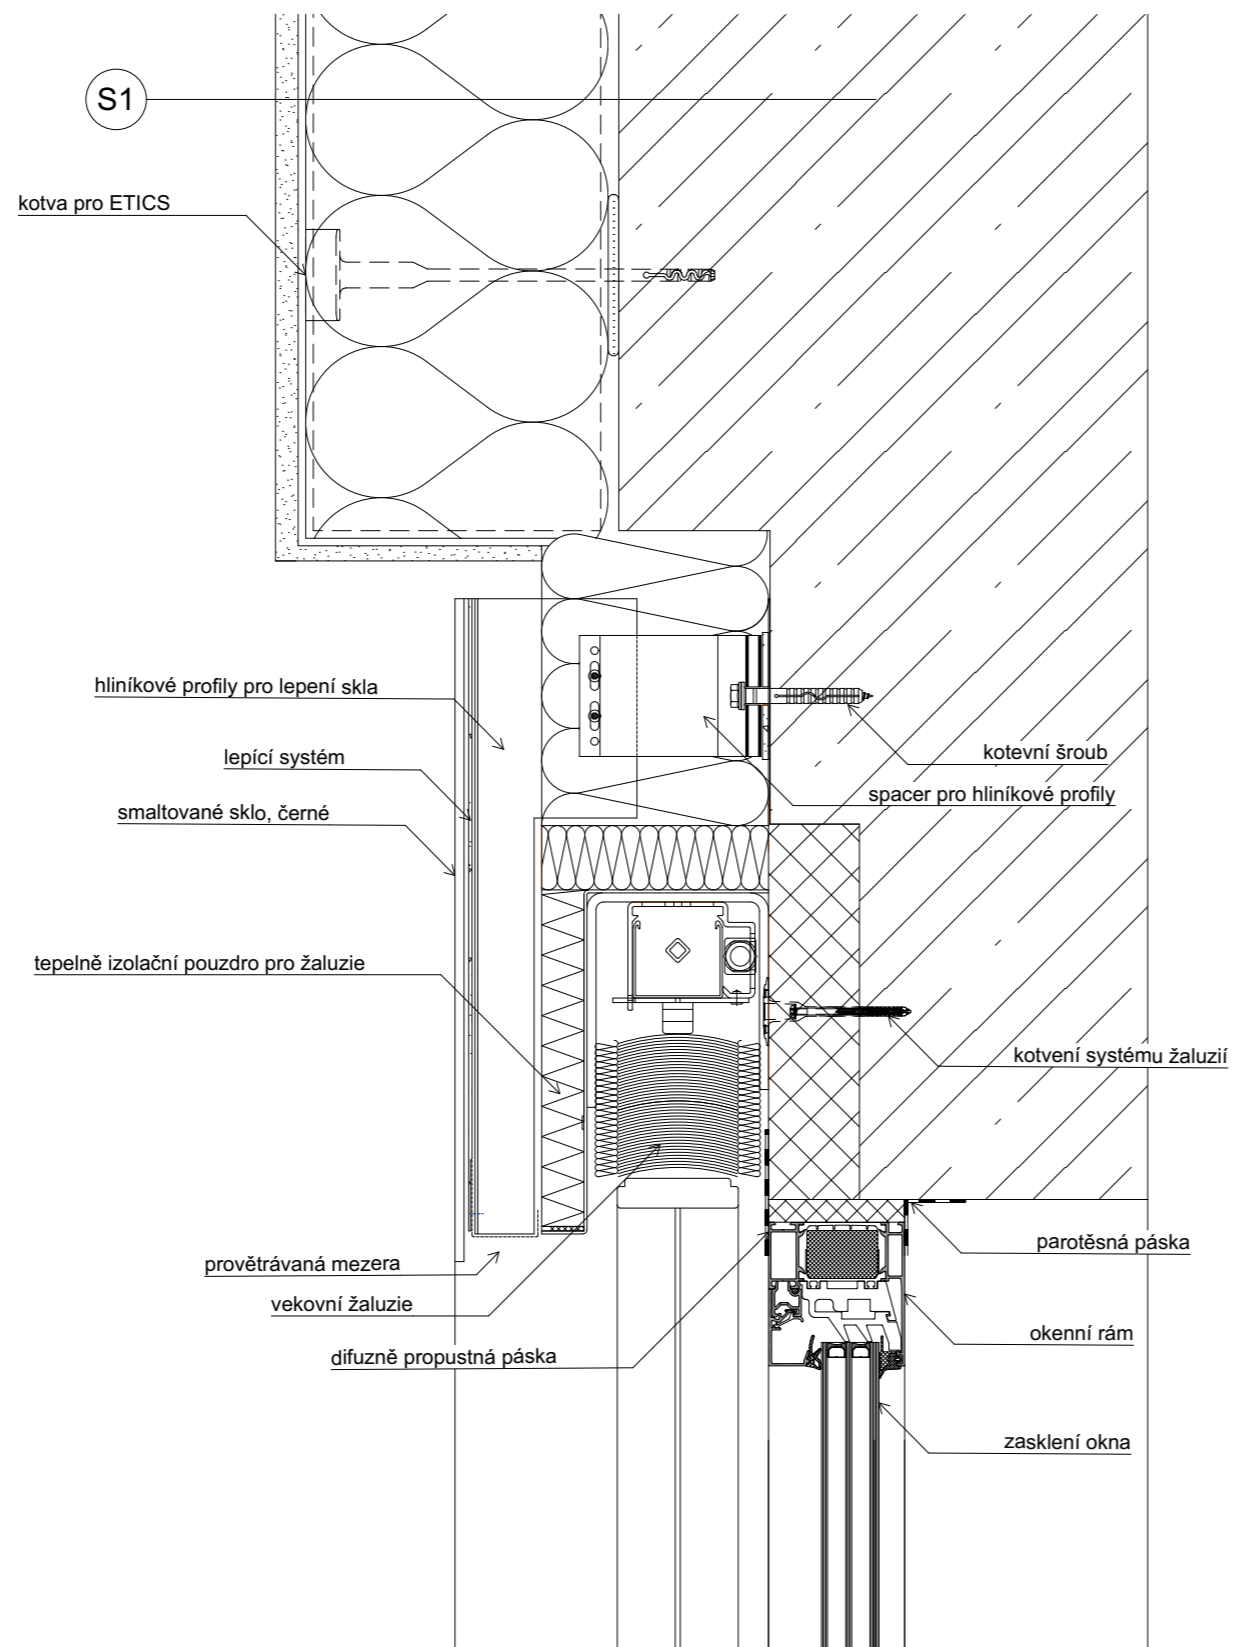 S1
kotva pro ETICS
hliníkové profily pro lepení skla
lepící systém
kotevní šroub
spacer pro hliníkové profily
smaltované sklo, černé
tepelně izolační pouzdro pro žaluzie
kotvení systému žaluzií
parotěsná páska
provětrávaná mezera
vekovní žaluzie
okenní rám
difuzně propustná páska
zasklení okna